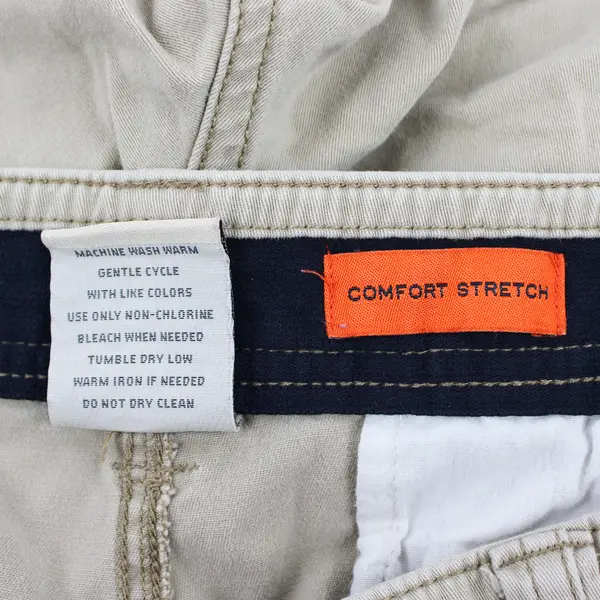 MACHINE WASH WARM
GENTLE CYCLE
WITH LIKE COLORS
USE ONLY NON-CHLORINE
BLEACH WHEN NEEDED
TUMBLE DRY LOW
WARM IRON IF NEEDED
DO NOT DRY CLEAN
COMFORT STRETCH